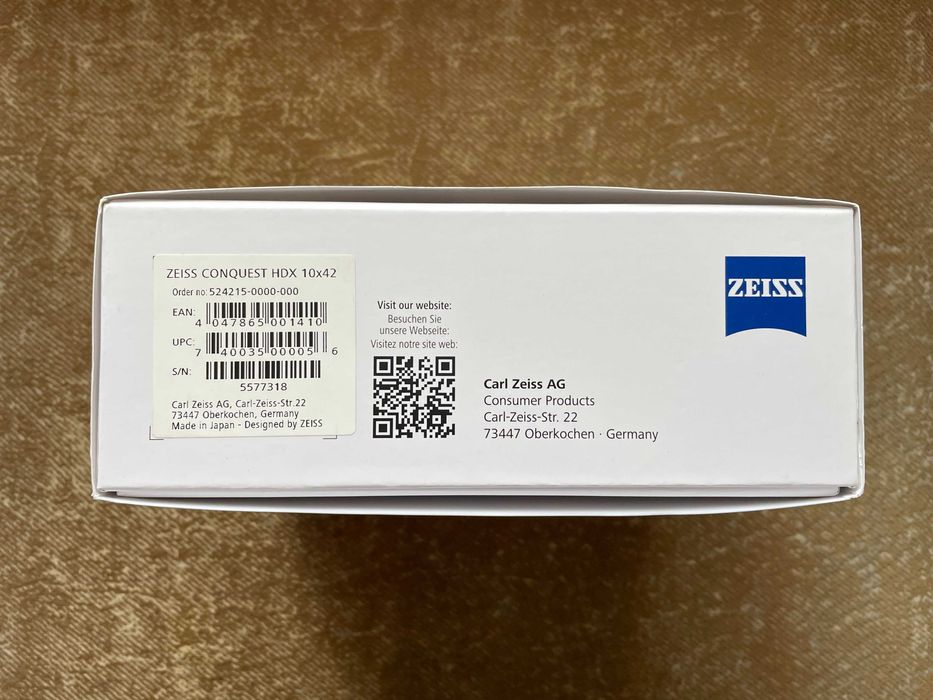 ZEISS CONQUEST HDX 10x42
Order no: 524215-0000-000
EAN:
4 047865 001410
UPC:
7 40035 00005 6
S/N:
5577318
Carl Zeiss AG, Carl-Zeiss-Str.22
73447 Oberkochen, Germany
Made in Japan - Designed by ZEISS
Visit our website:
Besuchen Sie
unsere Webseite:
Visitez notre site web:
Carl Zeiss AG
Consumer Products
Carl-Zeiss-Str. 22
73447 Oberkochen · Germany
ZEISS